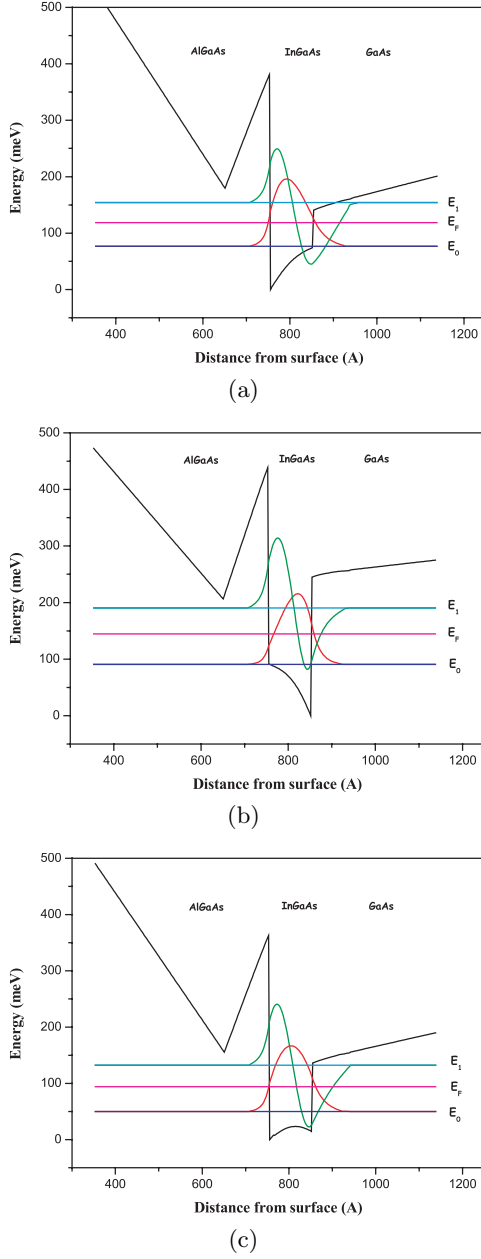 500
400
300
200
100
0
Energy (meV)
AlGaAs InGaAs GaAs
E1
EF
E0
400 600 800 1000 1200
Distance from surface (A)
(a)
500
400
300
200
100
0
Energy (meV)
AlGaAs InGaAs GaAs
E1
EF
E0
400 600 800 1000 1200
Distance from surface (A)
(b)
500
400
300
200
100
0
Energy (meV)
AlGaAs InGaAs GaAs
E1
EF
E0
400 600 800 1000 1200
Distance from surface (A)
(c)